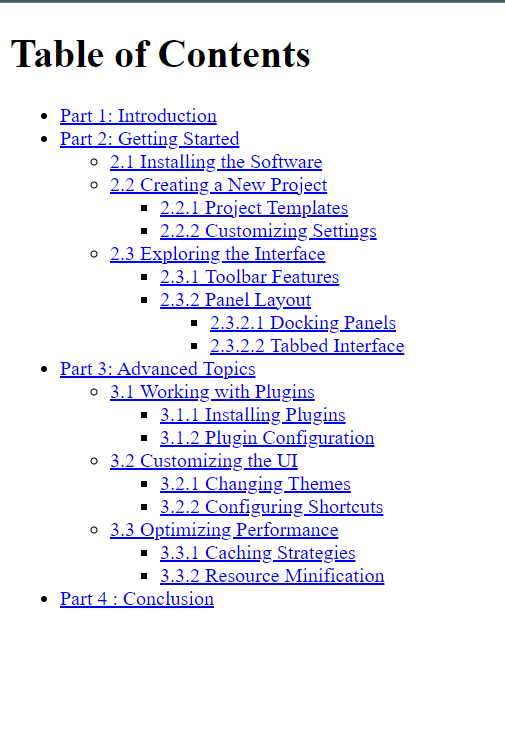 Table of Contents
Part 1: Introduction
Part 2: Getting Started
2.1 Installing the Software
2.2 Creating a New Project
2.2.1 Project Templates
2.2.2 Customizing Settings
2.3 Exploring the Interface
2.3.1 Toolbar Features
2.3.2 Panel Layout
2.3.2.1 Docking Panels
2.3.2.2 Tabbed Interface
Part 3: Advanced Topics
3.1 Working with Plugins
3.1.1 Installing Plugins
3.1.2 Plugin Configuration
3.2 Customizing the UI
3.2.1 Changing Themes
3.2.2 Configuring Shortcuts
3.3 Optimizing Performance
3.3.1 Caching Strategies
3.3.2 Resource Minification
Part 4 : Conclusion